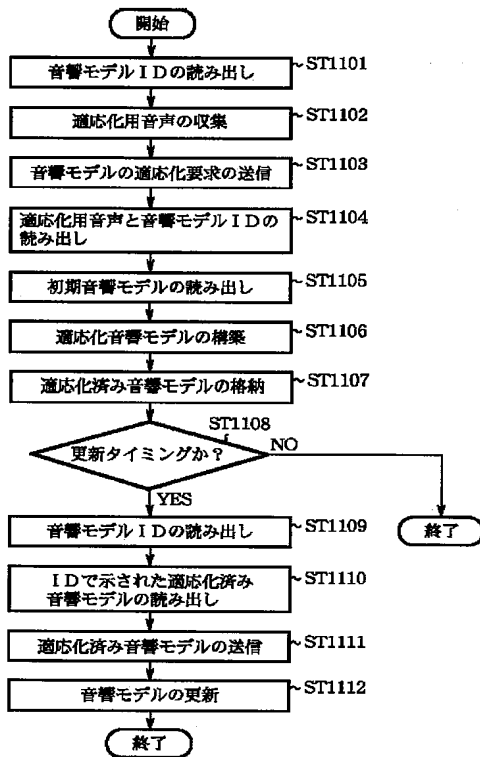 開始
音響モデルIDの読み出し
ST1101
適応化用音声の収集
ST1102
音響モデルの適応化要求の送信
ST1103
適応化用音声と音響モデルIDの
読み出し
ST1104
初期音響モデルの読み出し
ST1105
適応化音響モデルの構築
ST1106
適応化済み音響モデルの格納
ST1107
ST1108
更新タイミングか?
NO
YES
音響モデルIDの読み出し
ST1109
終了
IDで示された適応化済み
音響モデルの読み出し
ST1110
適応化済み音響モデルの送信
ST1111
音響モデルの更新
ST1112
終了